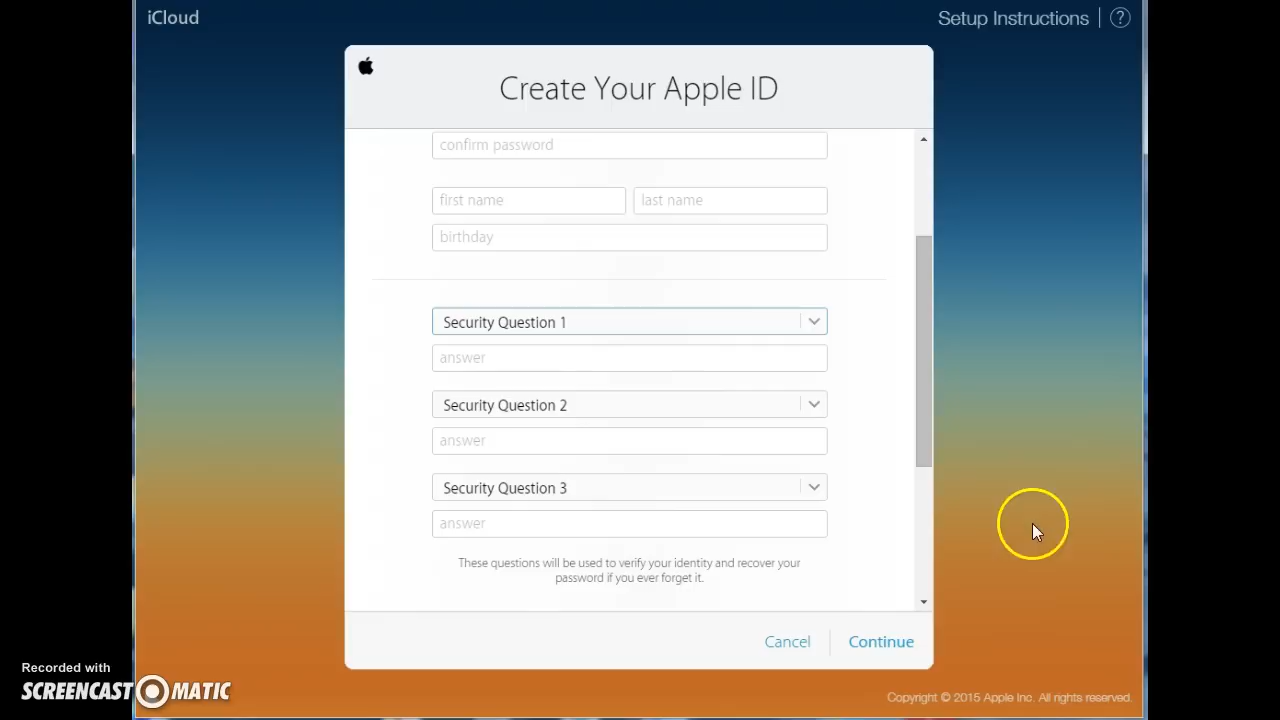 iCloud
Setup Instructions
?
Create Your Apple ID
confirm password
first name
last name
birthday
Security Question 1
answer
Security Question 2
answer
Security Question 3
answer
These questions will be used to verify your identity and recover your
password if you ever forget it.
Cancel
Continue
Recorded with
SCREENCAST MATIC
Copyright © 2015 Apple Inc. All rights reserved.